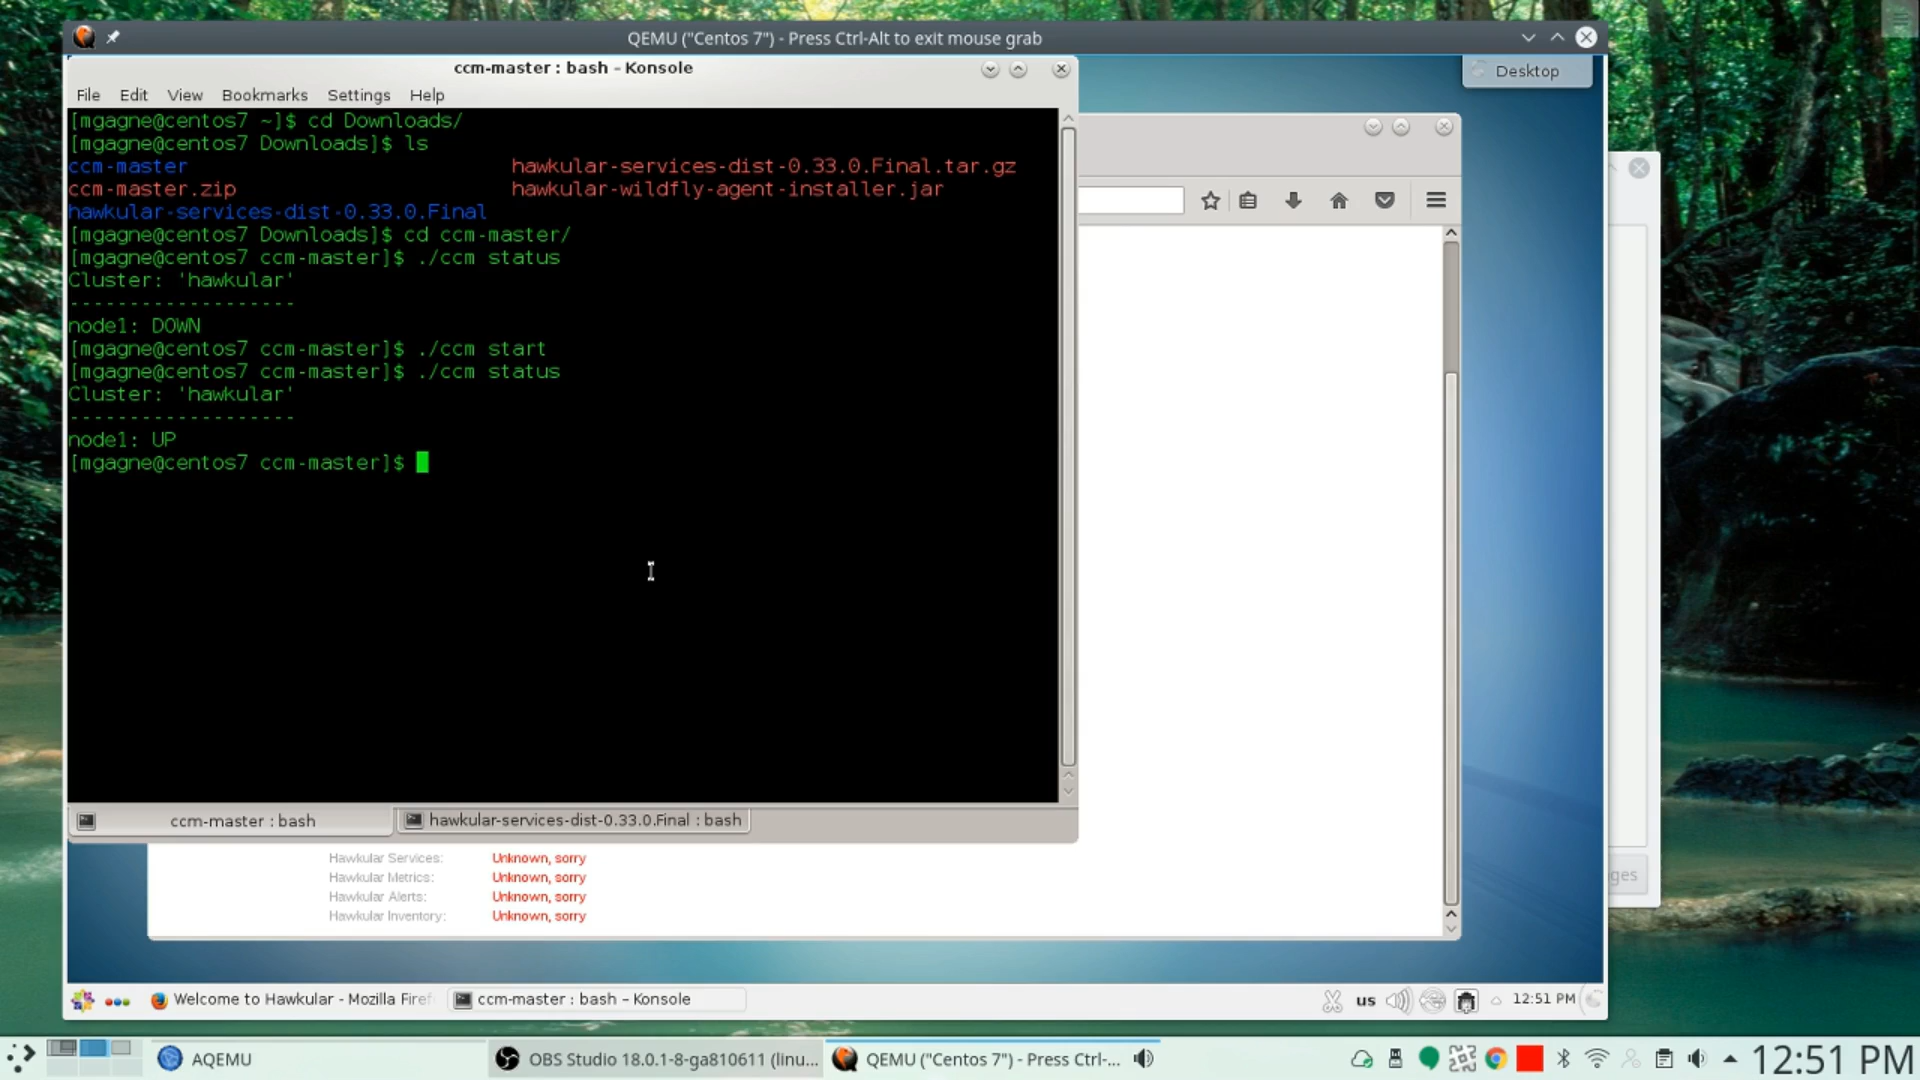 QEMU ("Centos 7") - Press Ctrl-Alt to exit mouse grab
ccm-master : bash – Konsole
Desktop
File Edit View Bookmarks Settings Help
[mgagne@centos7 ~]$ cd Downloads/
[mgagne@centos7 Downloads]$ ls
ccm-master hawkular-services-dist-0.33.0.Final.tar.gz
ccm-master.zip hawkular-wildfly-agent-installer.jar
hawkular-services-dist-0.33.0.Final
[mgagne@centos7 Downloads]$ cd ccm-master/
[mgagne@centos7 ccm-master]$ ./ccm status
Cluster: 'hawkular'
-------------------
node1: DOWN
[mgagne@centos7 ccm-master]$ ./ccm start
[mgagne@centos7 ccm-master]$ ./ccm status
Cluster: 'hawkular'
-------------------
node1: UP
[mgagne@centos7 ccm-master]$
ccm-master : bash hawkular-services-dist-0.33.0.Final : bash
Hawkular Services: Unknown, sorry
Hawkular Metrics: Unknown, sorry
Hawkular Alerts: Unknown, sorry
Hawkular Inventory: Unknown, sorry
ges
Welcome to Hawkular - Mozilla Firef ccm-master : bash – Konsole us 12:51 PM
AQEMU OBS Studio 18.0.1-8-ga810611 (linu... QEMU ("Centos 7") - Press Ctrl-... 12:51 PM